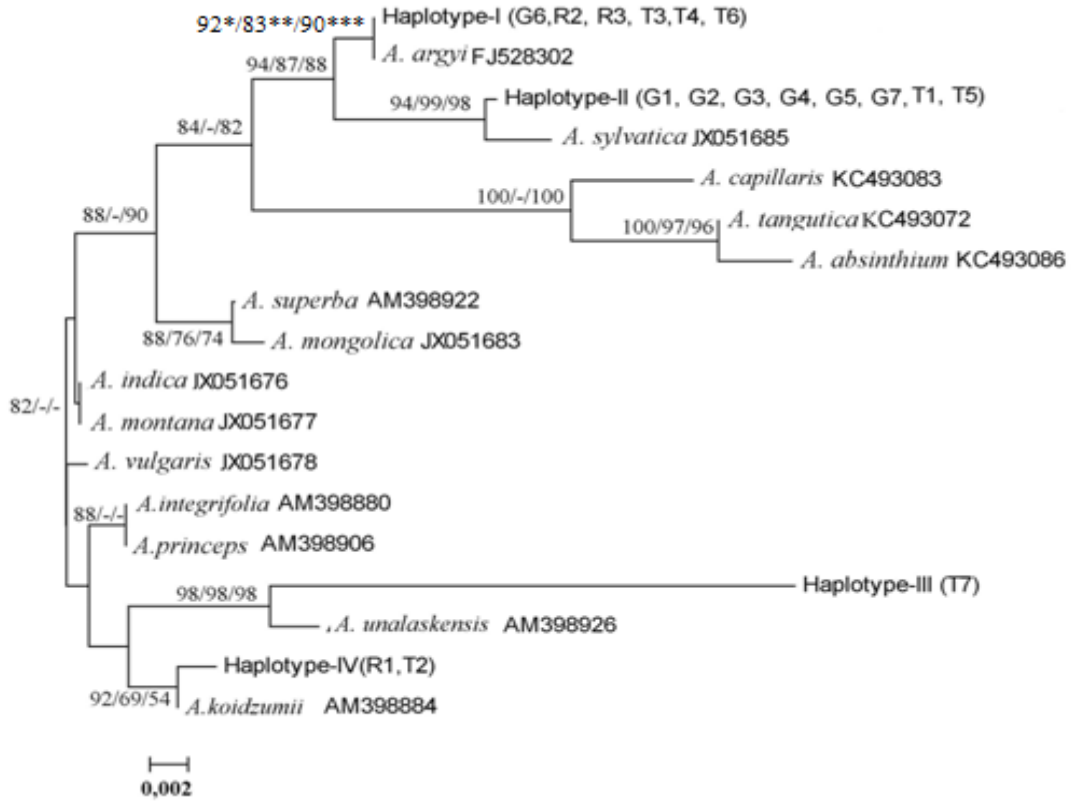 92*/83**/90***
Haplotype-I (G6,R2, R3, T3,T4, T6)
A. argyi FJ528302
94/87/88
94/99/98
Haplotype-II (G1, G2, G3, G4, G5, G7, T1, T5)
A. sylvatica JX051685
84/-/82
A. capillaris KC493083
100/-/100
100/97/96
A. tangutica KC493072
A. absinthium KC493086
88/-/90
A. superba AM398922
88/76/74
A. mongolica JX051683
A. indica JX051676
82/-/-
A. montana JX051677
A. vulgaris JX051678
A.integrifolia AM398880
88/-/-
A.princeps AM398906
Haplotype-III (T7)
98/98/98
A. unalaskensis AM398926
Haplotype-IV(R1,T2)
92/69/54
A.koidzumii AM398884
0,002